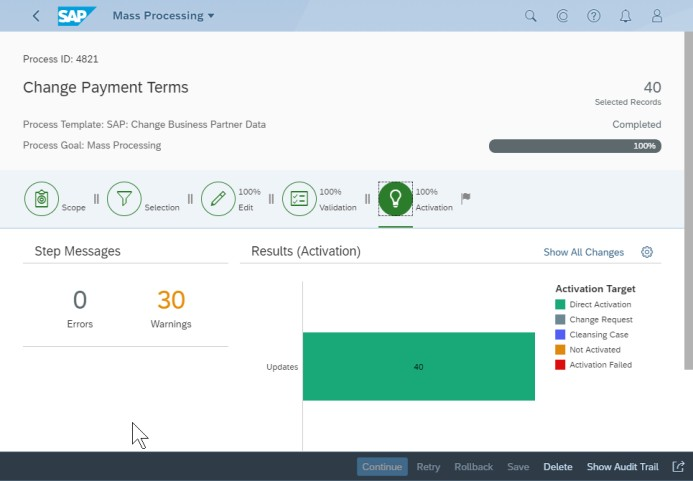 SAP Mass Processing
Process ID: 4821
Change Payment Terms
40
Selected Records
Process Template: SAP: Change Business Partner Data
Completed
Process Goal: Mass Processing
100%
Scope
Selection
100%
Edit
100%
Validation
100%
Activation
Step Messages
0
Errors
30
Warnings
Results (Activation)
Show All Changes
Updates
40
Activation Target
Direct Activation
Change Request
Cleansing Case
Not Activated
Activation Failed
Continue Retry Rollback Save Delete Show Audit Trail